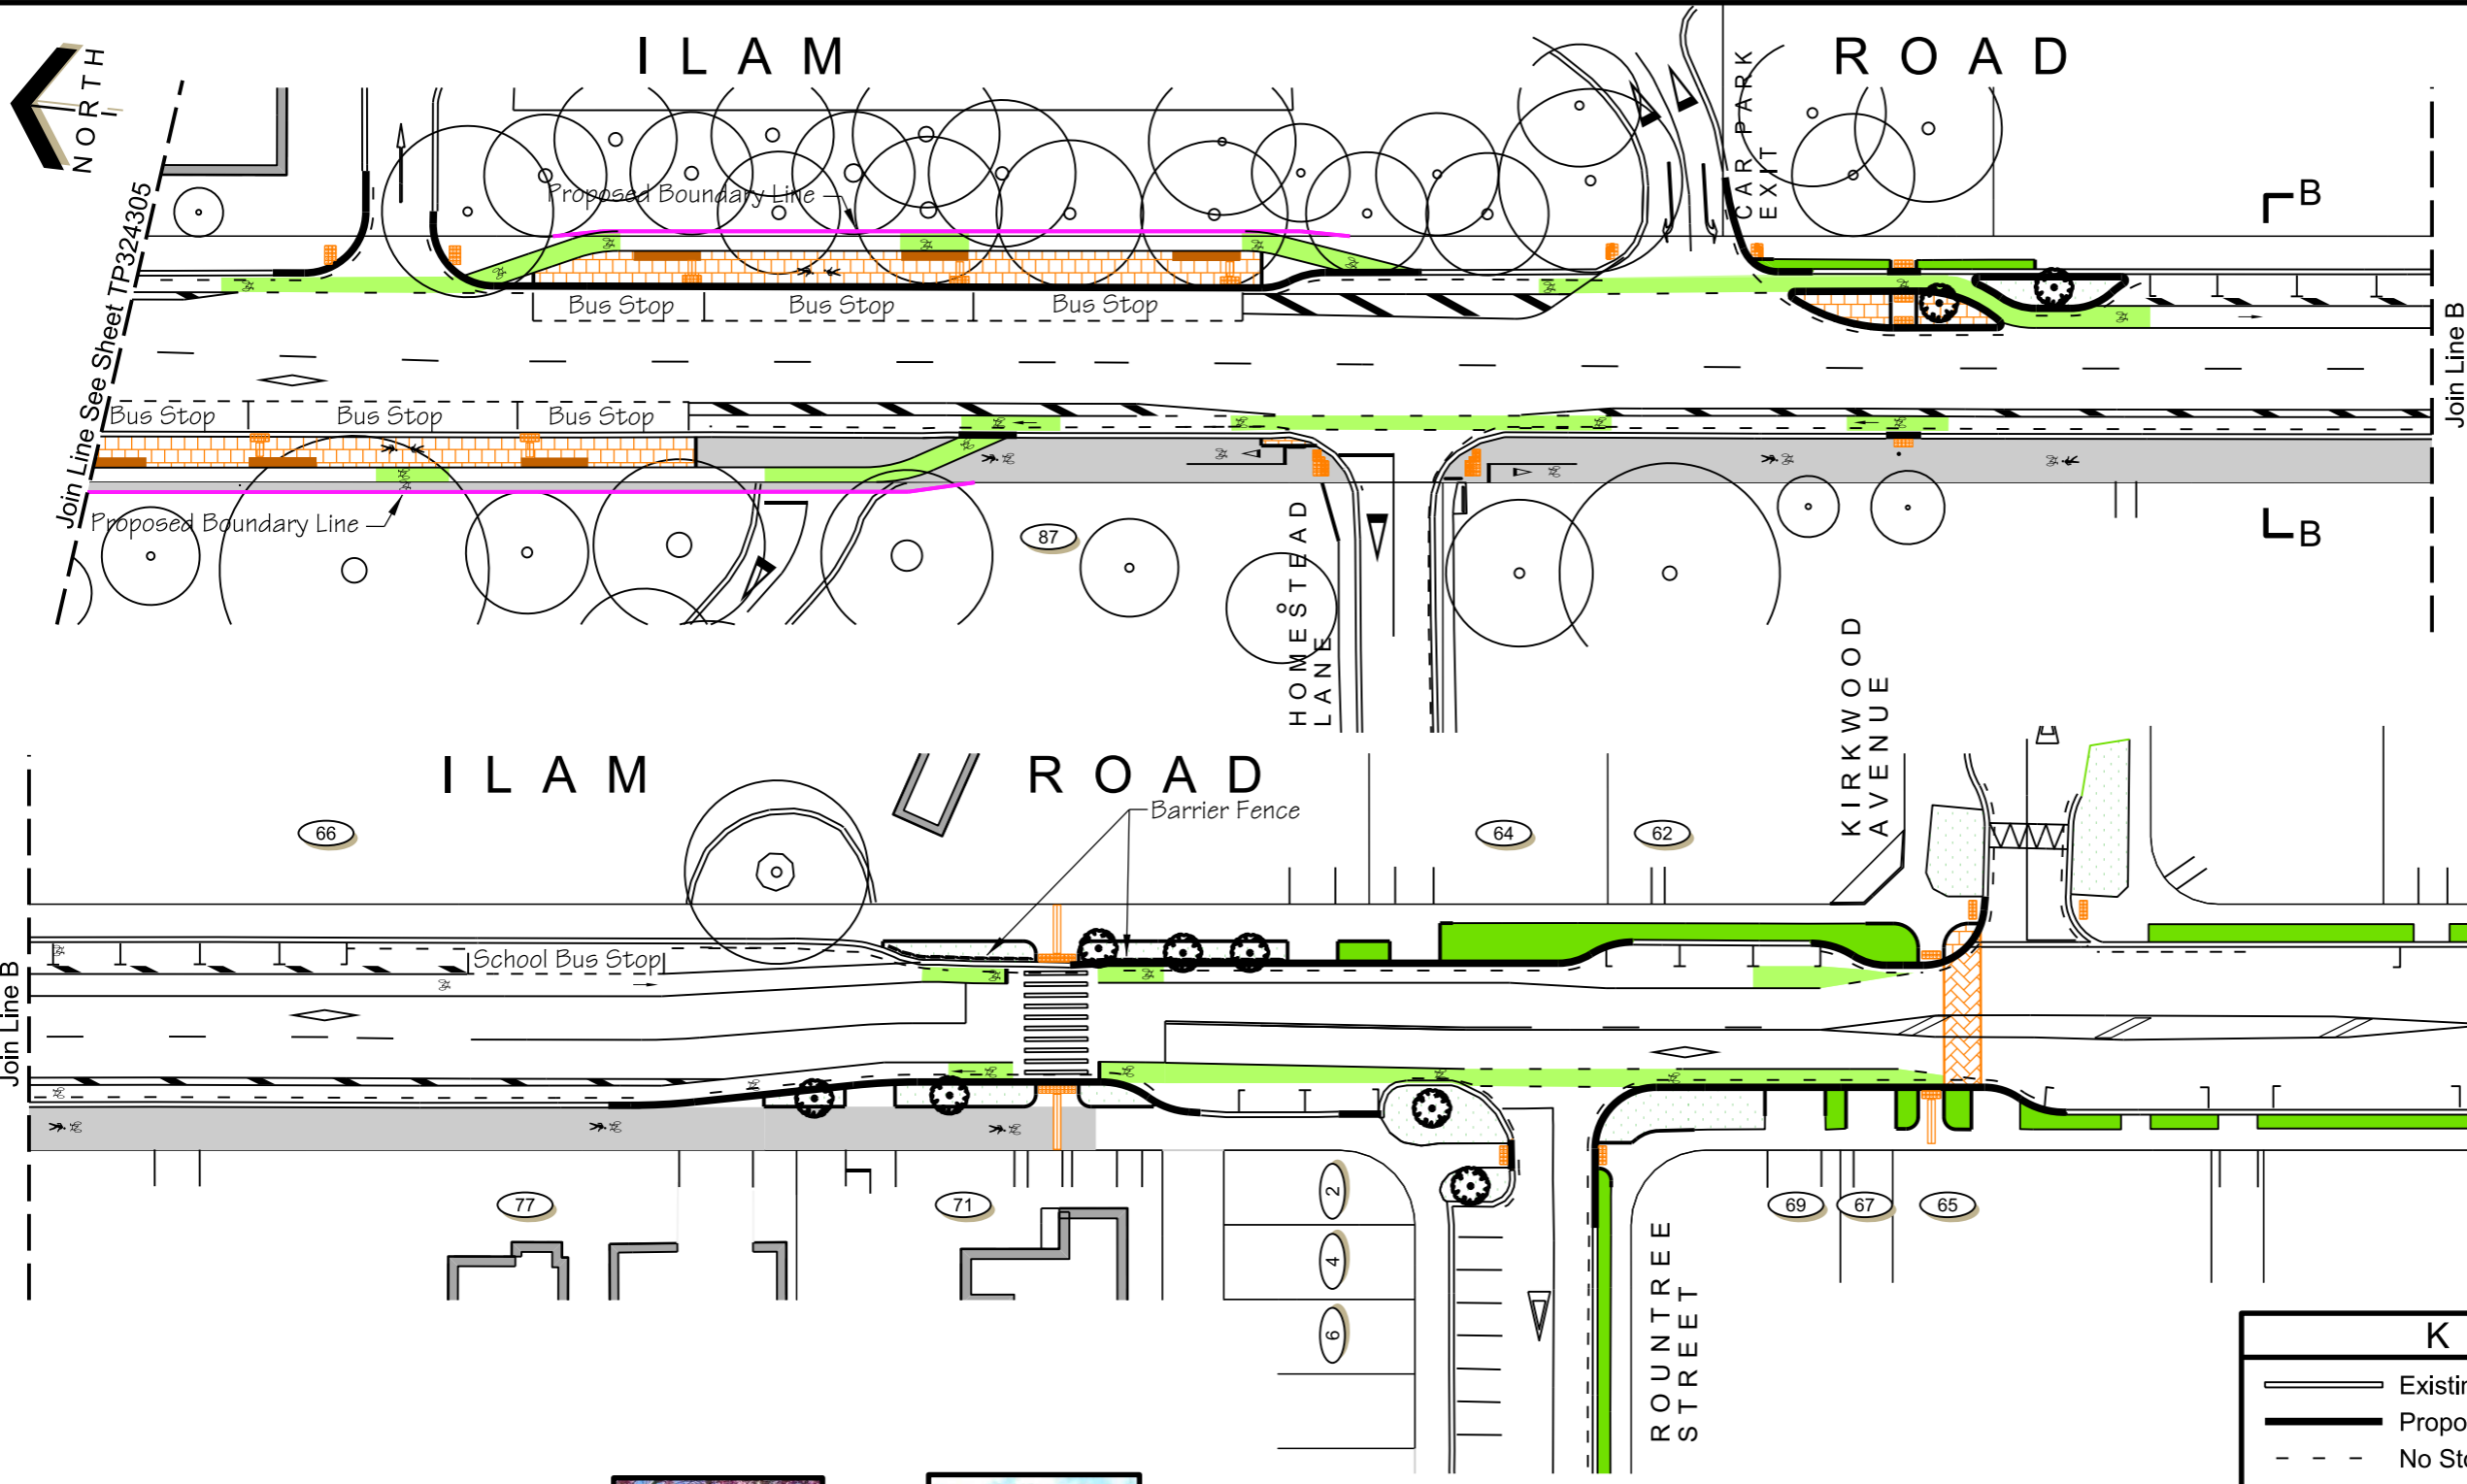 ILAM ROAD
NORTH
CAR PARK
EXIT
B
Join Line See Sheet TP324305
Proposed Boundary Line
Bus Stop
Bus Stop
Bus Stop
Join Line B
Bus Stop
Bus Stop
Bus Stop
Proposed Boundary Line
87
B
HOMESTEAD
LANE
KIRKWOOD
AVENUE
ILAM ROAD
Barrier Fence
66
64
62
School Bus Stop
Join Line B
77
71
2
4
6
69
67
65
ROUNTREE
STREET
K
Existin
Propo
No Sto